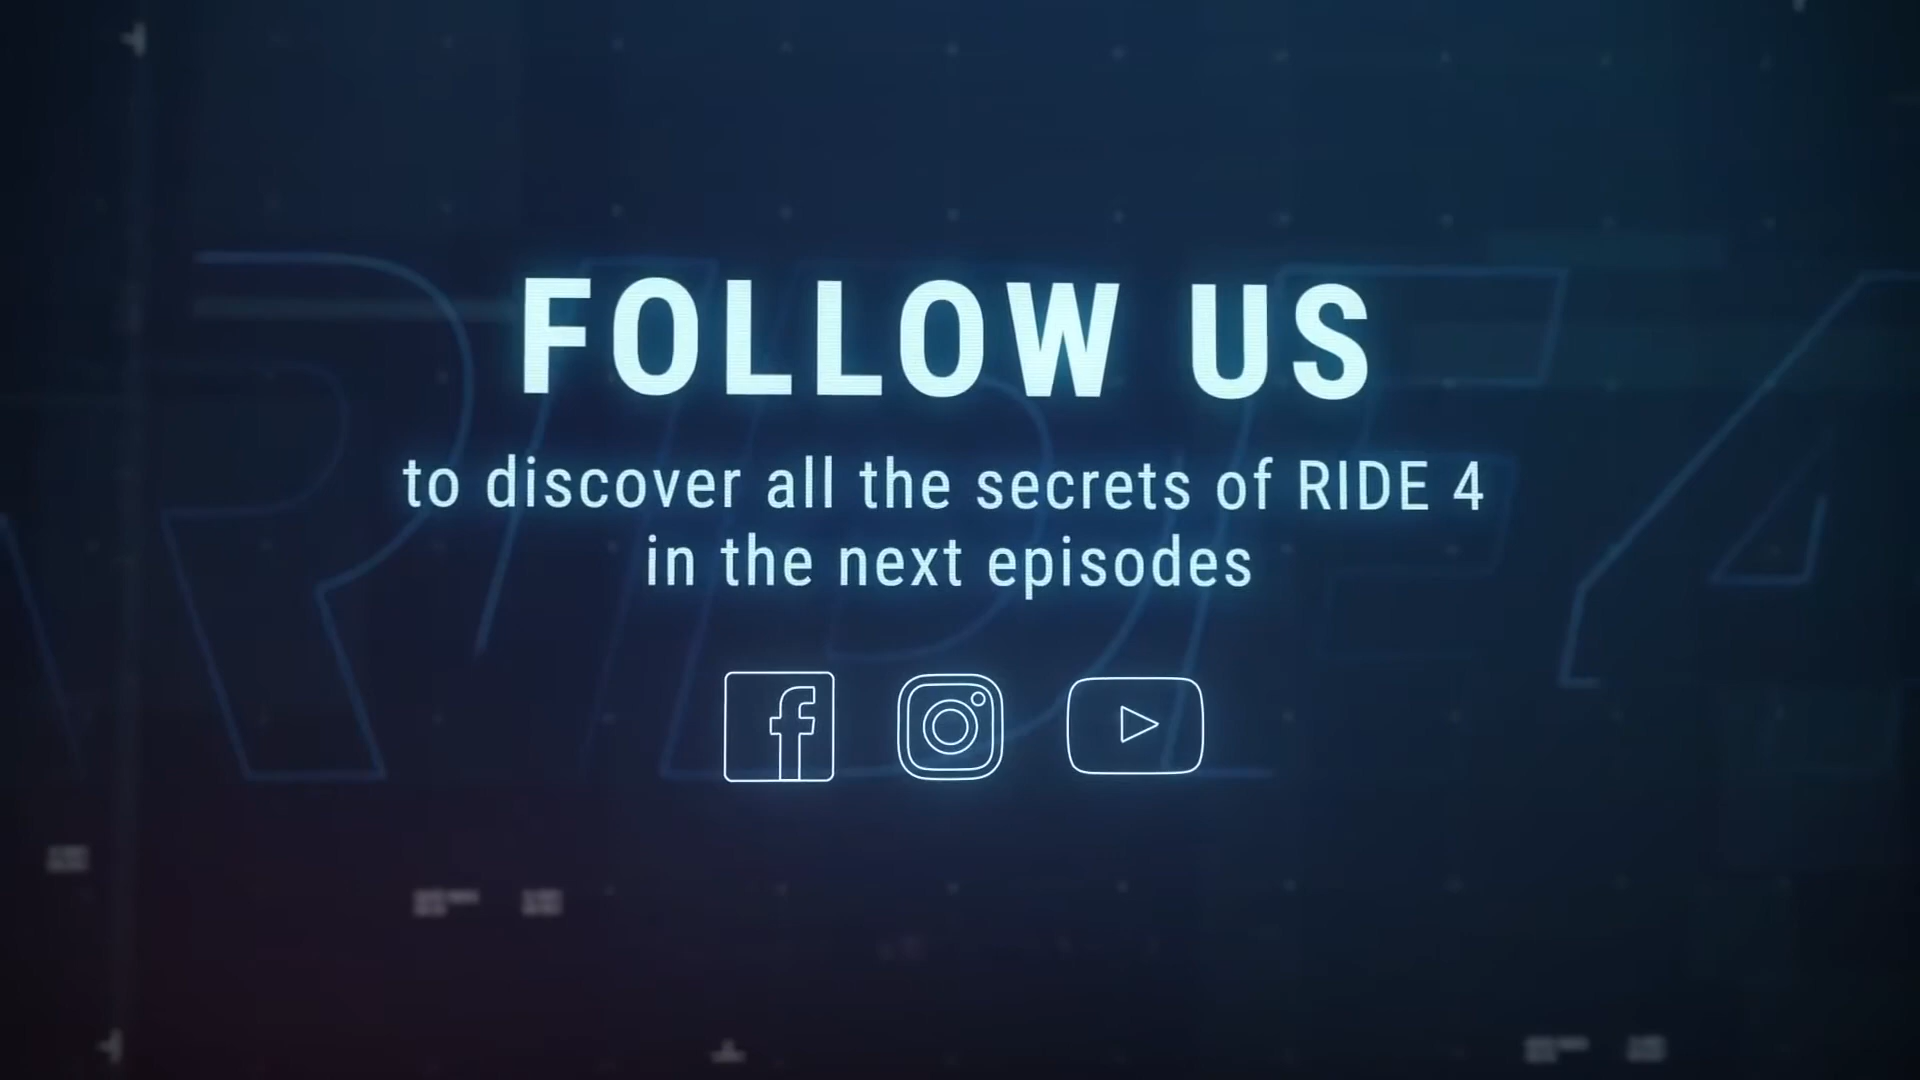 FOLLOW US
to discover all the secrets of RIDE 4
in the next episodes